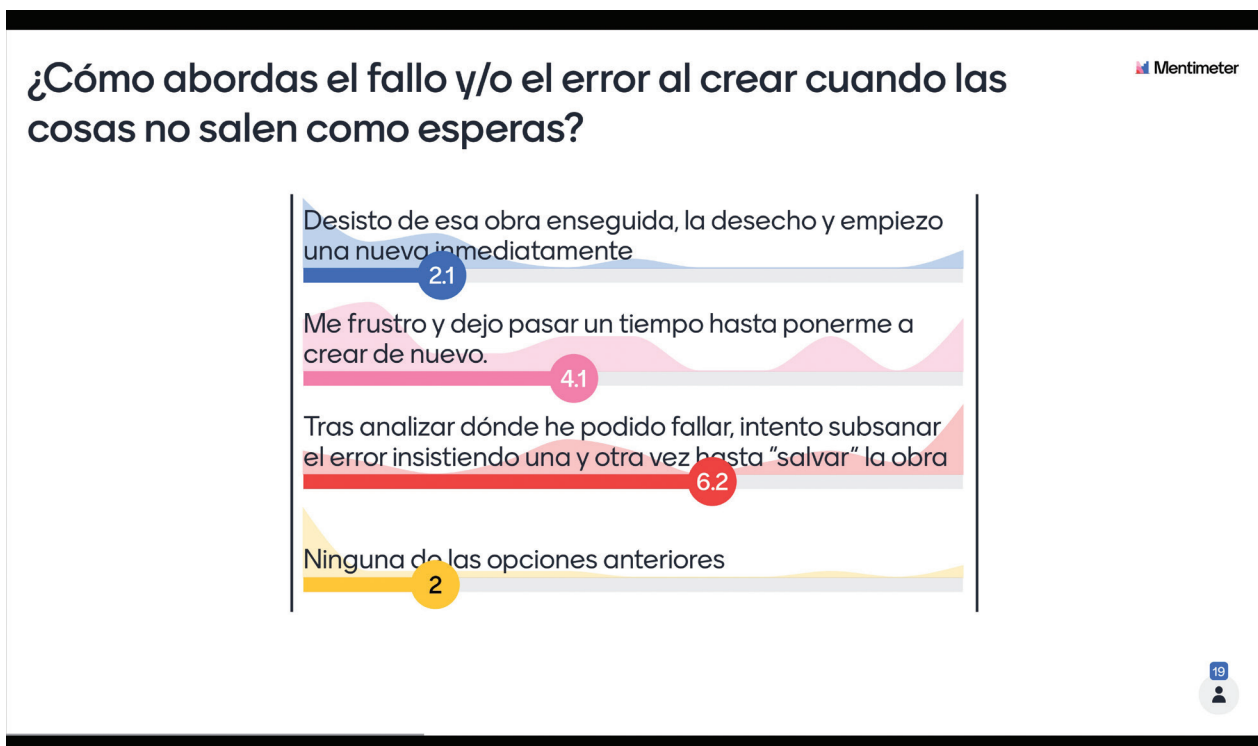 ¿Cómo abordas el fallo y/o el error al crear cuando las
cosas no salen como esperas?
Mentimeter
Desisto de esa obra enseguida, la desecho y empiezo
una nueva inmediatamente
2.1
Me frustro y dejo pasar un tiempo hasta ponerme a
crear de nuevo.
4.1
Tras analizar dónde he podido fallar, intento subsanar
el error insistiendo una y otra vez hasta “salvar” la obra
6.2
Ninguna de las opciones anteriores
2
19